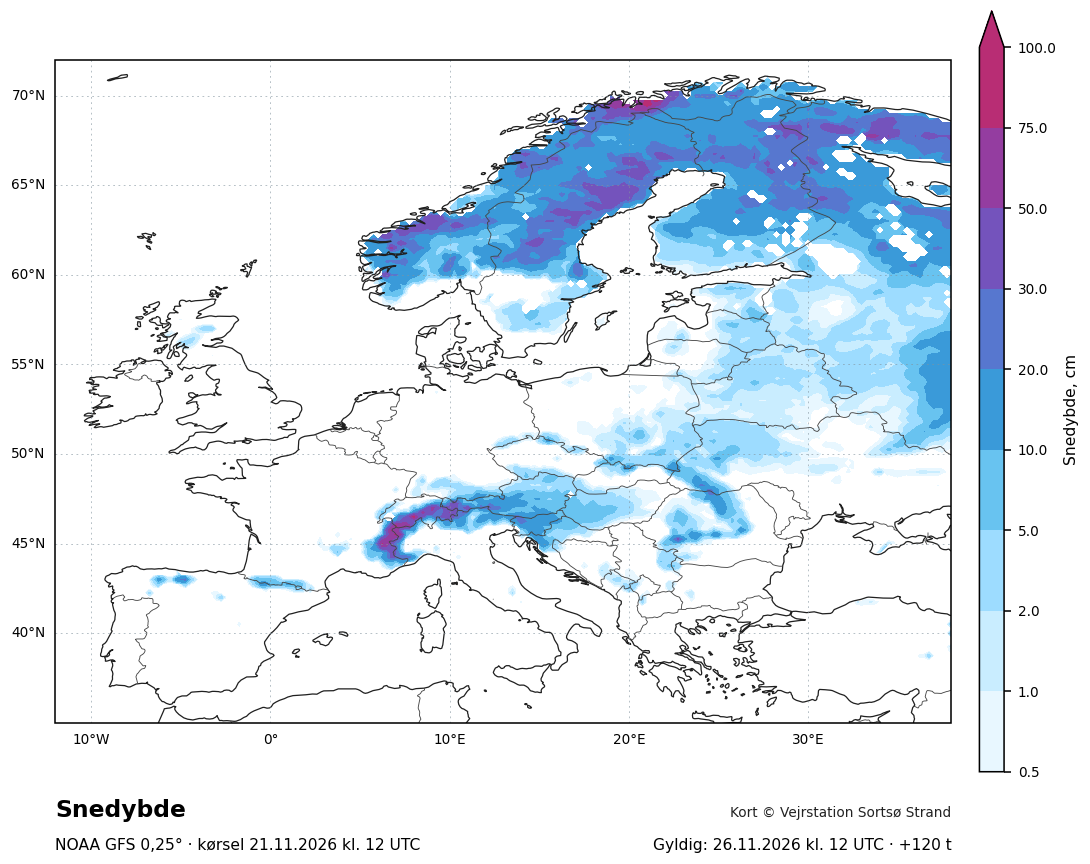 100.0
75.0
50.0
30.0
20.0
10.0
5.0
2.0
1.0
0.5
Snedybde, cm
70°N
65°N
60°N
55°N
50°N
45°N
40°N
10°W
0°
10°E
20°E
30°E
Snedybde
Kort © Vejrstation Sortsø Strand
NOAA GFS 0,25° · kørsel 21.11.2026 kl. 12 UTC
Gyldig: 26.11.2026 kl. 12 UTC · +120 t